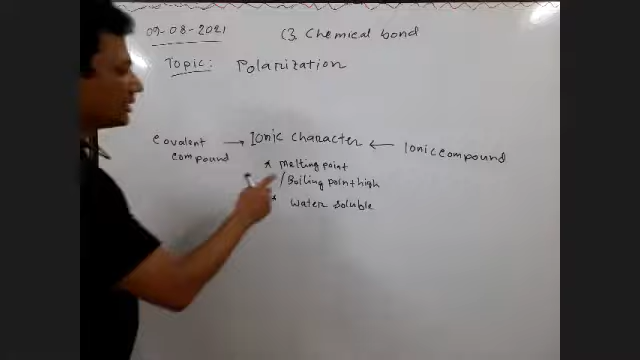 09-08-2021
C3. Chemical bond
Topic: Polarization
covalent compound → Ionic character ← Ionic compound
* Melting point
/ Boiling point high
* Water soluble